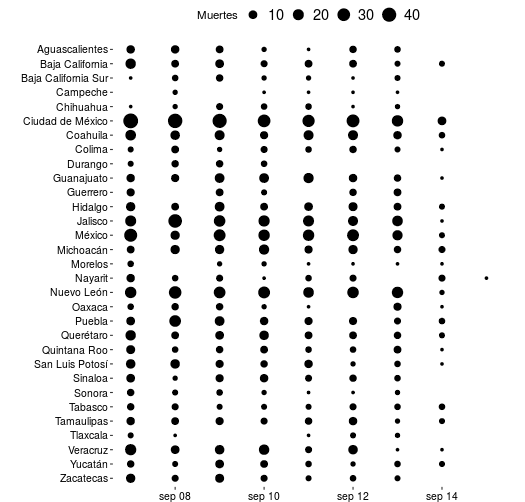 Muertes 10 20 30 40
Aguascalientes
Baja California
Baja California Sur
Campeche
Chihuahua
Ciudad de México
Coahuila
Colima
Durango
Guanajuato
Guerrero
Hidalgo
Jalisco
México
Michoacán
Morelos
Nayarit
Nuevo León
Oaxaca
Puebla
Querétaro
Quintana Roo
San Luis Potosí
Sinaloa
Sonora
Tabasco
Tamaulipas
Tlaxcala
Veracruz
Yucatán
Zacatecas
sep 08 sep 10 sep 12 sep 14